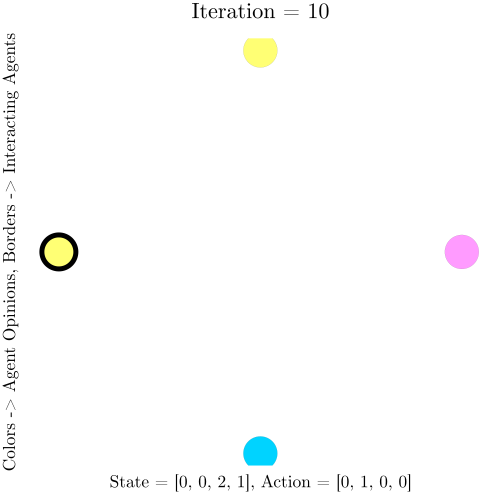 Iteration = 10
Colors -> Agent Opinions, Borders -> Interacting Agents
State = [0, 0, 2, 1], Action = [0, 1, 0, 0]